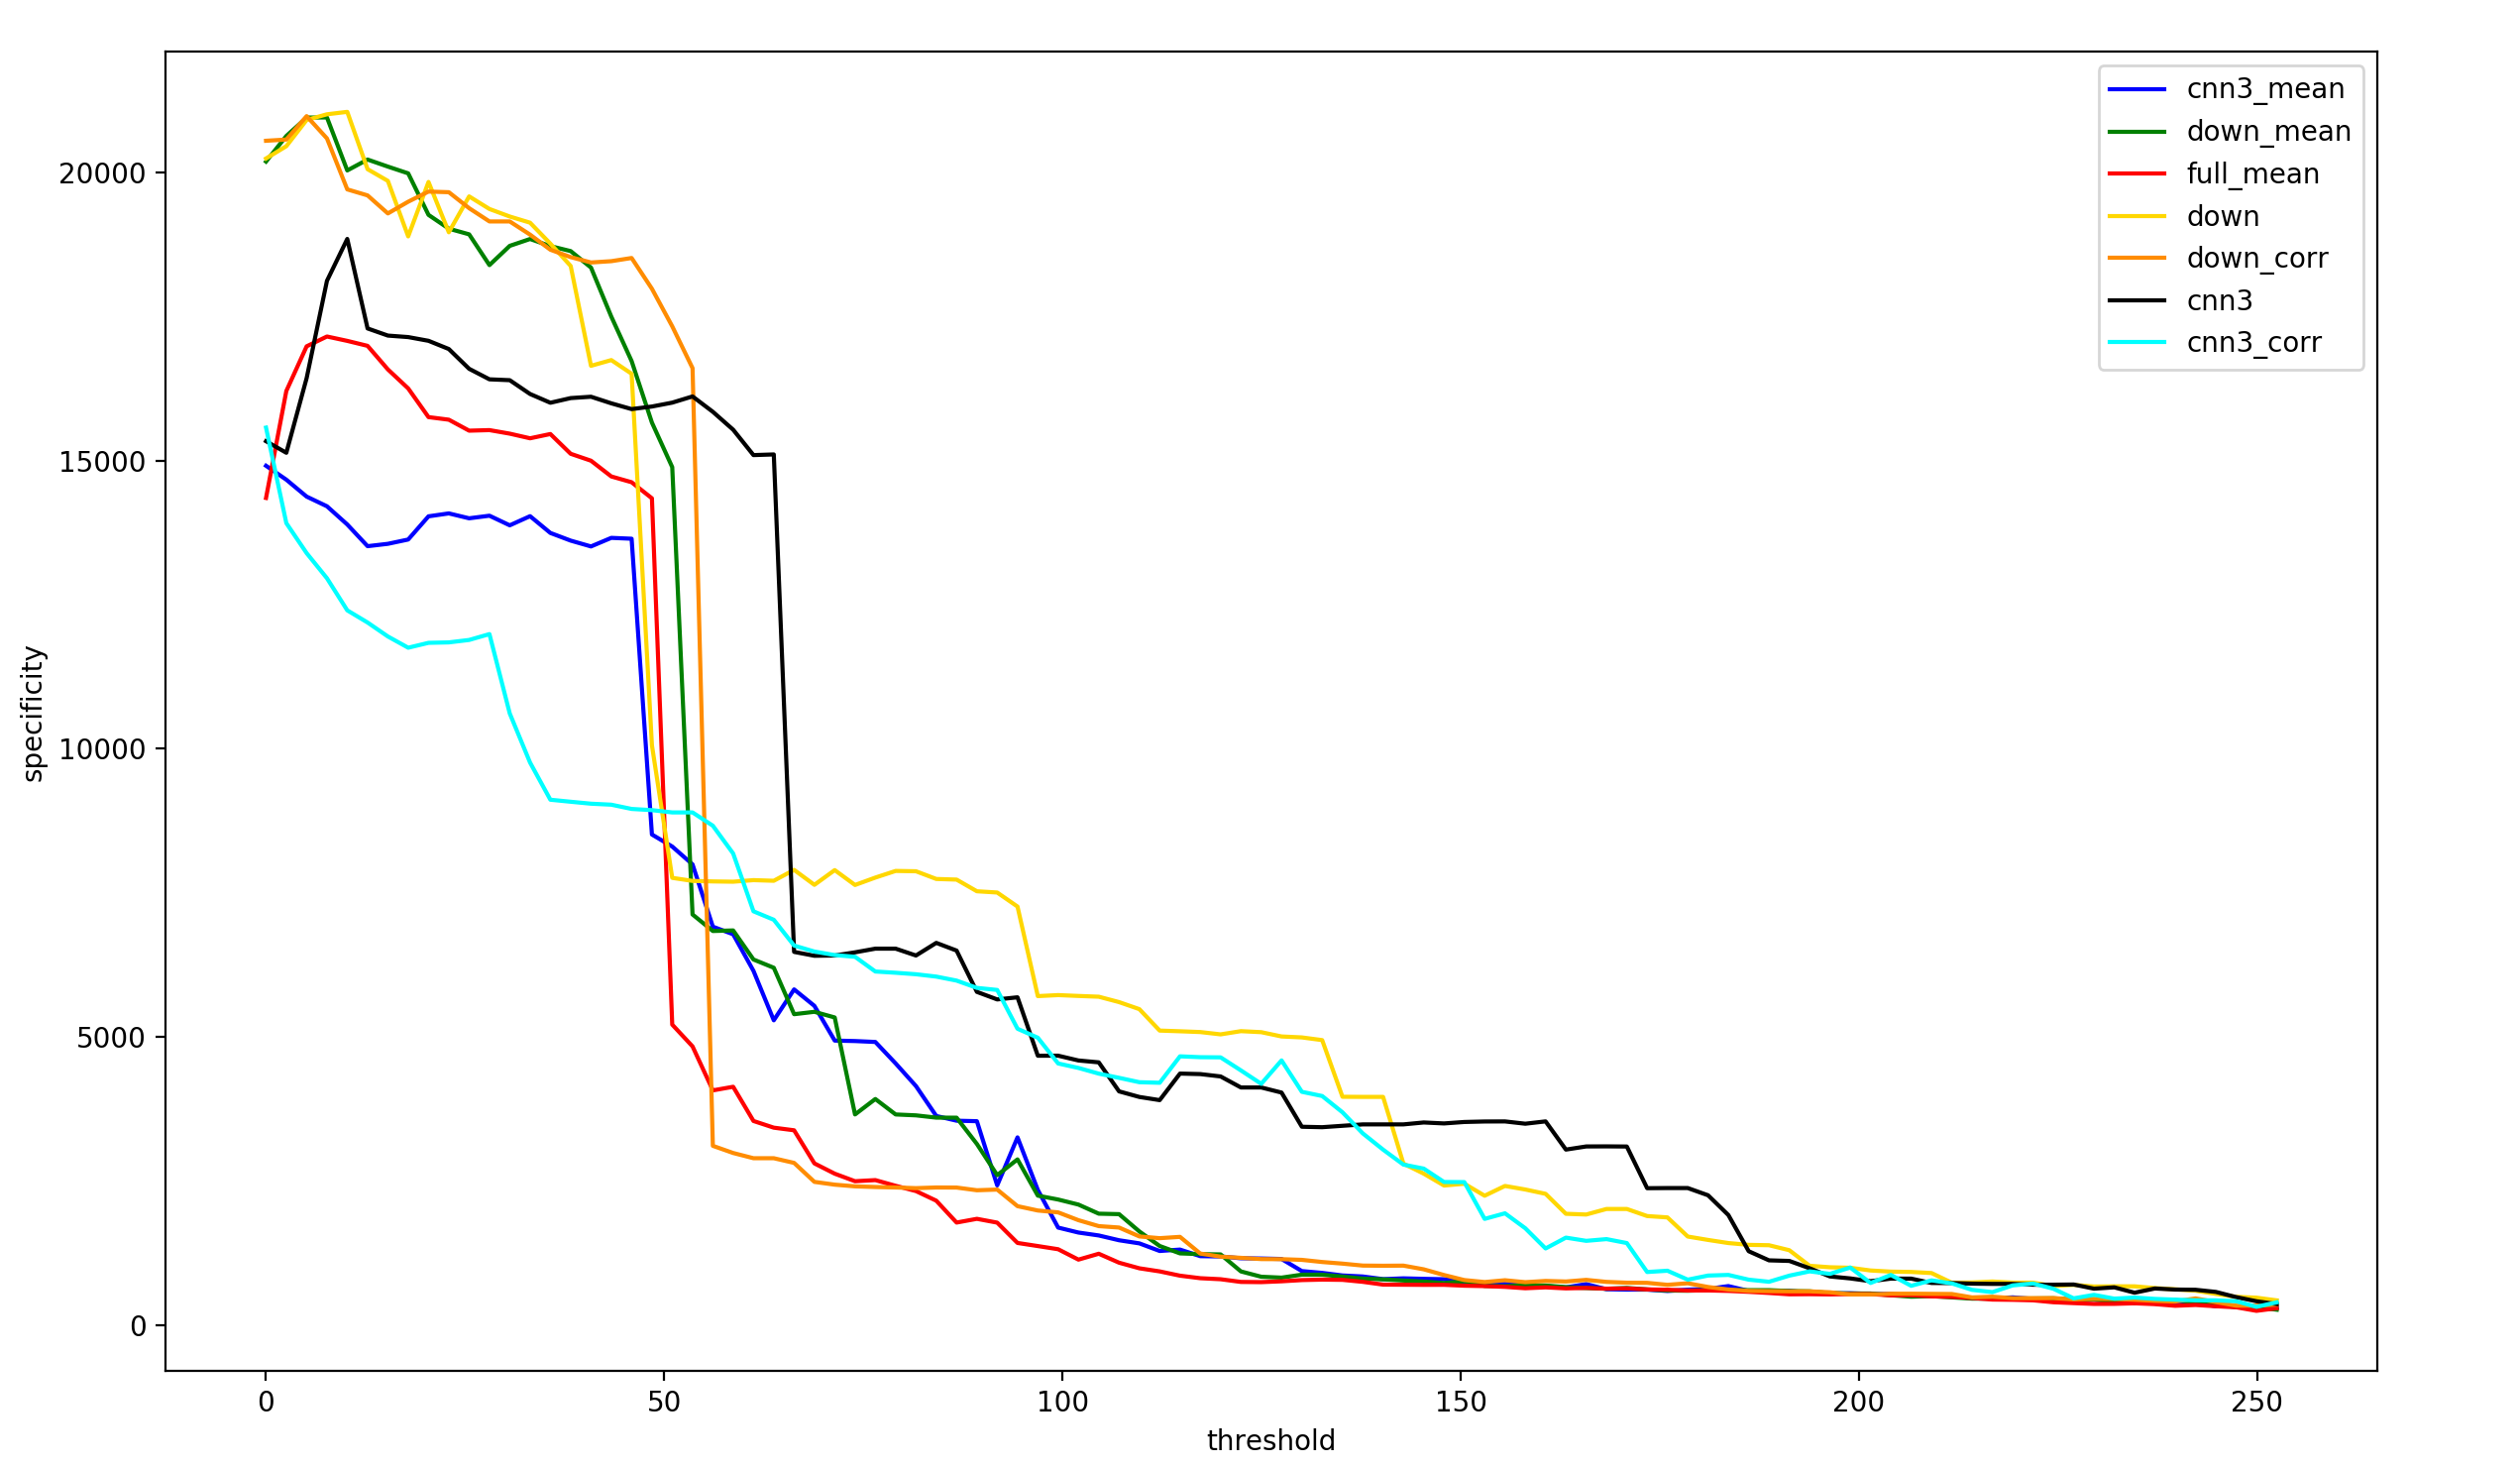 cnn3_mean
down_mean
full_mean
down
down_corr
cnn3
cnn3_corr
specificity
20000
15000
10000
5000
0
0 50 100 150 200 250
threshold